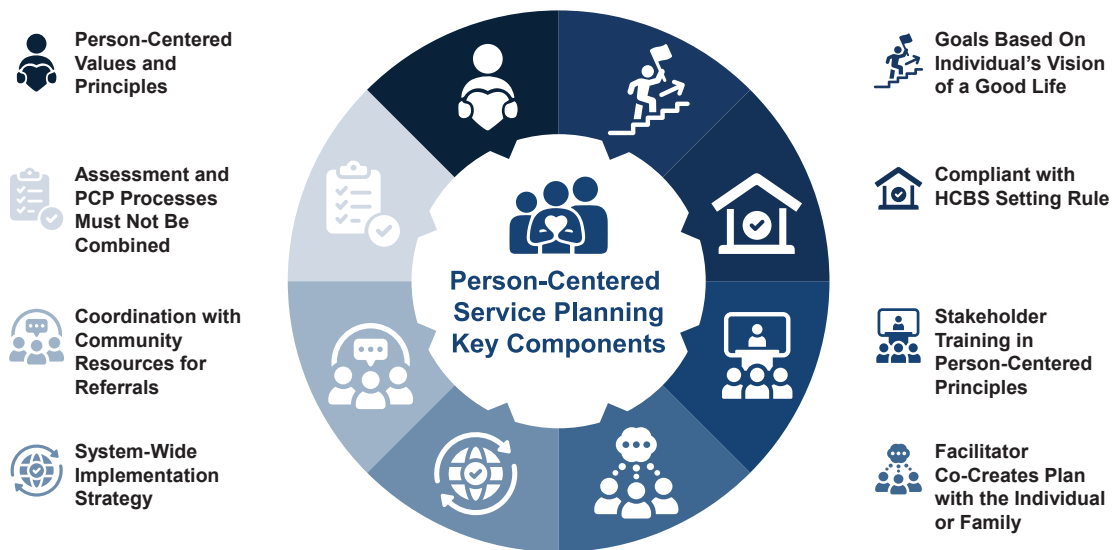 Person-Centered
Values and
Principles
Assessment and
PCP Processes
Must Not Be
Combined
Coordination with
Community
Resources for
Referrals
System-Wide
Implementation
Strategy
Person-Centered
Service Planning
Key Components
Goals Based On
Individual’s Vision
of a Good Life
Compliant with
HCBS Setting Rule
Stakeholder
Training in
Person-Centered
Principles
Facilitator
Co-Creates Plan
with the Individual
or Family